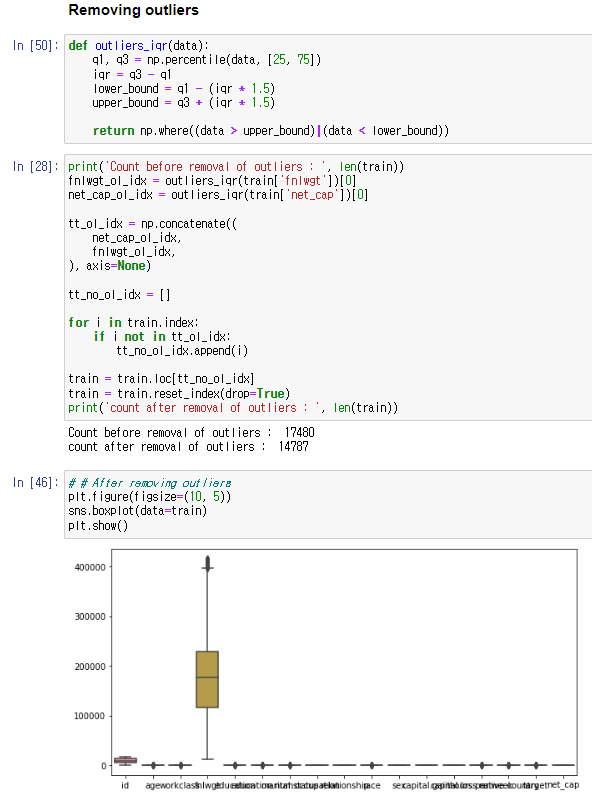 Removing outliers
In [50]: def outliers_iqr(data):
q1, q3 = np.percentile(data, [25, 75])
iqr = q3 - q1
lower_bound = q1 - (iqr * 1.5)
upper_bound = q3 + (iqr * 1.5)
return np.where((data > upper_bound)|(data < lower_bound))
In [28]: print('Count before removal of outliers : ', len(train))
fnlwgt_ol_idx = outliers_iqr(train['fnlwgt'])[0]
net_cap_ol_idx = outliers_iqr(train['net_cap'])[0]
tt_ol_idx = np.concatenate((
net_cap_ol_idx,
fnlwgt_ol_idx,
), axis=None)
tt_no_ol_idx = []
for i in train.index:
if i not in tt_ol_idx:
tt_no_ol_idx.append(i)
train = train.loc[tt_no_ol_idx]
train = train.reset_index(drop=True)
print('count after removal of outliers : ', len(train))
Count before removal of outliers :  17480
count after removal of outliers :  14787
In [46]: # # After removing outliers
plt.figure(figsize=(10, 5))
sns.boxplot(data=train)
plt.show()
400000
300000
200000
100000
0
id age workclass fnlwgt race sex target net_cap